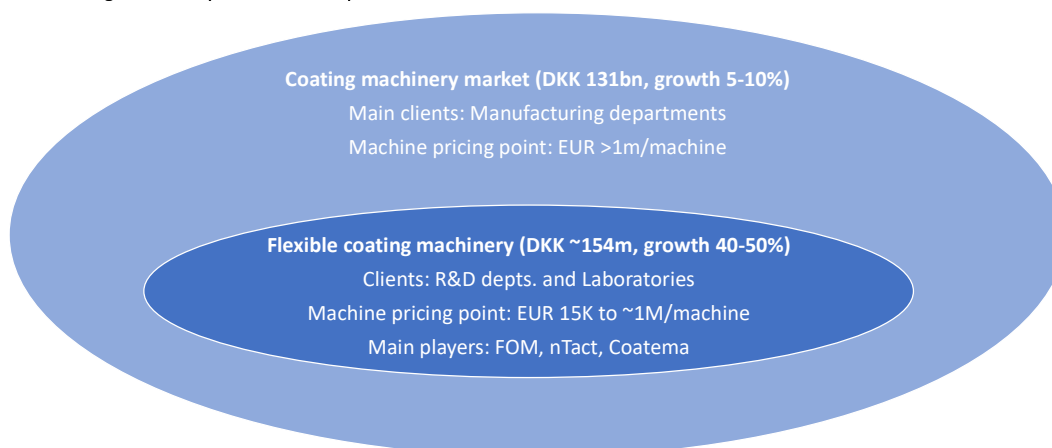 Coating machinery market (DKK 131bn, growth 5-10%)
Main clients: Manufacturing departments
Machine pricing point: EUR >1m/machine
Flexible coating machinery (DKK ~154m, growth 40-50%)
Clients: R&D depts. and Laboratories
Machine pricing point: EUR 15K to ~1M/machine
Main players: FOM, nTact, Coatema